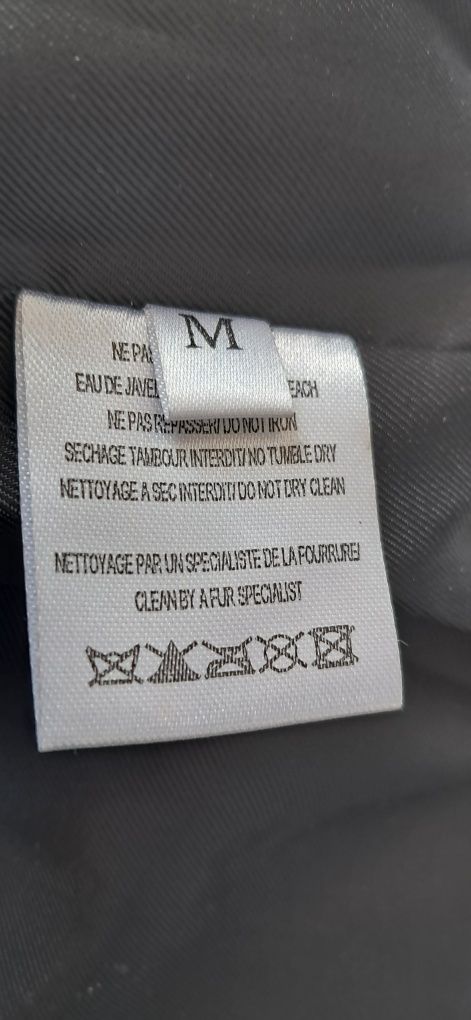 M
NE PA
EAU DE JAVEL EACH
NE PAS REPASSER/DO NOT IRON
SECHAGE TAMBOUR INTERDIT/NO TUMBLE DRY
NETTOYAGE A SEC INTERDIT/DO NOT DRY CLEAN
NETTOYAGE PAR UN SPECIALISTE DE LA FOURRURE/
CLEAN BY A FUR SPECIALIST